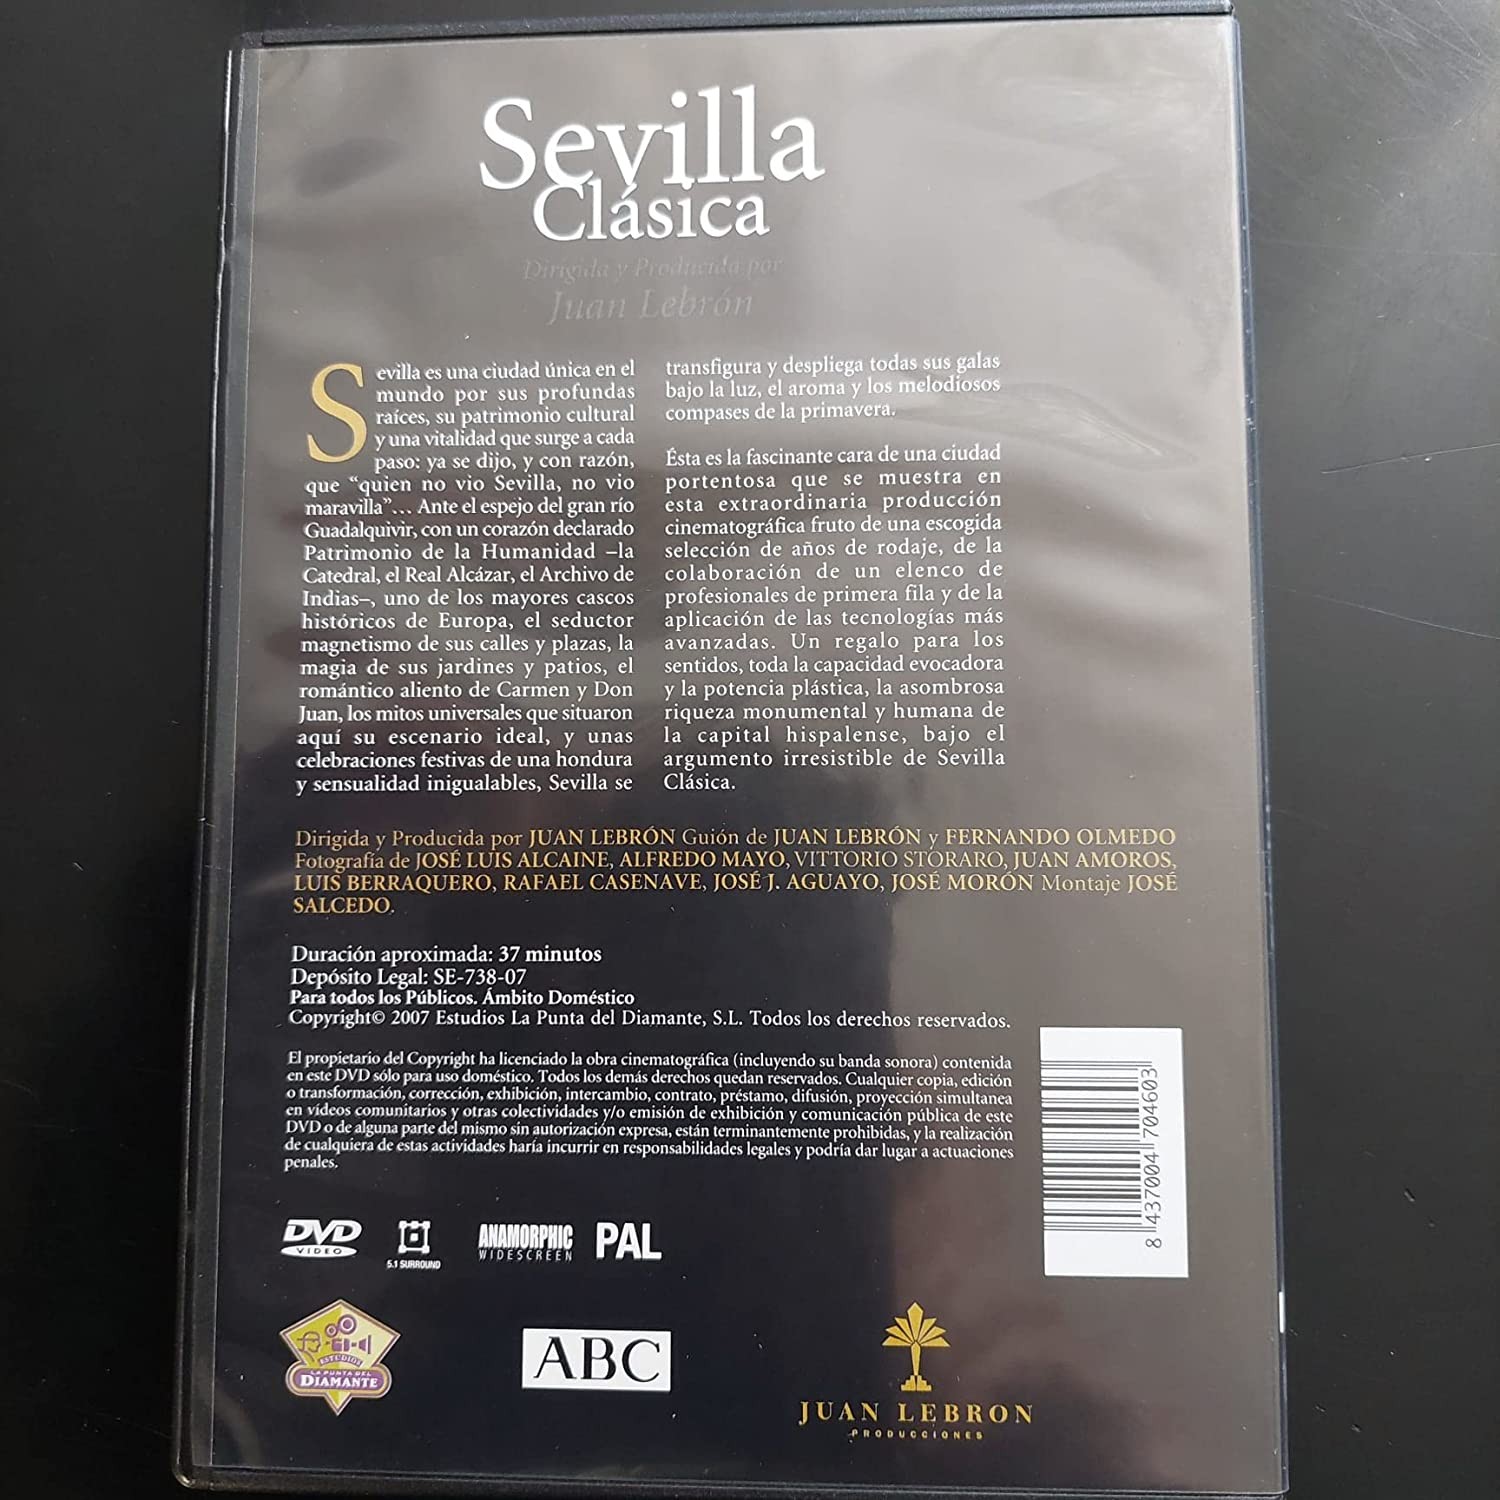 Sevilla
Clásica
Dirigida y Producida por
Juan Lebrón
Sevilla es una ciudad única en el
mundo por sus profundas
raíces, su patrimonio cultural
y una vitalidad que surge a cada
paso: ya se dijo, y con razón,
que “quien no vio Sevilla, no vio
maravilla”... Ante el espejo del gran río
Guadalquivir, con un corazón declarado
Patrimonio de la Humanidad –la
Catedral, el Real Alcázar, el Archivo de
Indias–, uno de los mayores cascos
históricos de Europa, el seductor
magnetismo de sus calles y plazas, la
magia de sus jardines y patios, el
romántico aliento de Carmen y Don
Juan, los mitos universales que situaron
aquí su escenario ideal, y unas
celebraciones festivas de una hondura
y sensualidad inigualables, Sevilla se
transfigura y despliega todas sus galas
bajo la luz, el aroma y los melodiosos
compases de la primavera.
Ésta es la fascinante cara de una ciudad
portentosa que se muestra en
esta extraordinaria producción
cinematográfica fruto de una escogida
selección de años de rodaje, de la
colaboración de un elenco de
profesionales de primera fila y de la
aplicación de las tecnologías más
avanzadas. Un regalo para los
sentidos, toda la capacidad evocadora
y la potencia plástica, la asombrosa
riqueza monumental y humana de
la capital hispalense, bajo el
argumento irresistible de Sevilla
Clásica.
Dirigida y Producida por JUAN LEBRÓN Guión de JUAN LEBRÓN y FERNANDO OLMEDO
Fotografía de JOSÉ LUIS ALCAINE, ALFREDO MAYO, VITTORIO STORARO, JUAN AMOROS,
LUIS BERRAQUERO, RAFAEL CASENAVE, JOSÉ J. AGUAYO, JOSÉ MORÓN Montaje JOSÉ
SALCEDO.
Duración aproximada: 37 minutos
Depósito Legal: SE-738-07
Para todos los Públicos. Ámbito Doméstico
Copyright© 2007 Estudios La Punta del Diamante, S.L. Todos los derechos reservados.
El propietario del Copyright ha licenciado la obra cinematográfica (incluyendo su banda sonora) contenida
en este DVD sólo para uso doméstico. Todos los demás derechos quedan reservados. Cualquier copia, edición
o transformación, corrección, exhibición, intercambio, contrato, préstamo, difusión, proyección simultanea
en vídeos comunitarios y otras colectividades y/o emisión de exhibición y comunicación pública de este
DVD o de alguna parte del mismo sin autorización expresa, están terminantemente prohibidas, y la realización
de cualquiera de estas actividades haría incurrir en responsabilidades legales y podría dar lugar a actuaciones
penales.
8 437004 704603
DVD
VIDEO
5.1 SURROUND
ANAMORPHIC
WIDESCREEN
PAL
ESTUDIOS
LA PUNTA DEL
DIAMANTE
ABC
JUAN LEBRON
PRODUCCIONES